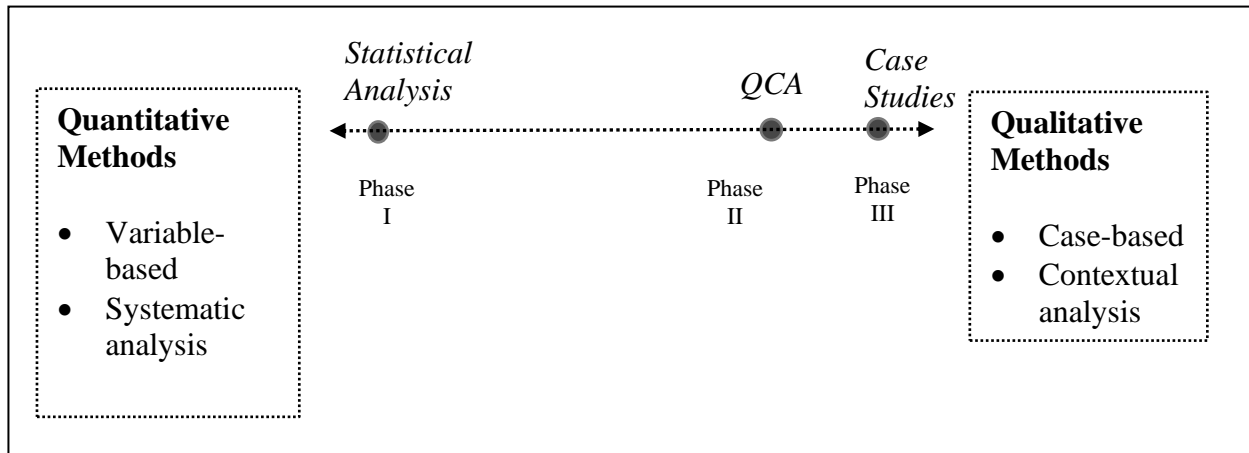 Statistical
Analysis
QCA
Case
Studies
Quantitative
Methods
• Variable-
based
• Systematic
analysis
Phase
I
Phase
II
Phase
III
Qualitative
Methods
• Case-based
• Contextual
analysis